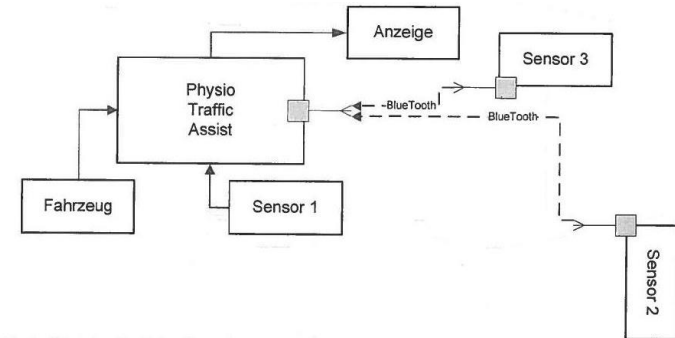 Anzeige
Sensor 3
Physio
Traffic
Assist
BlueTooth
BlueTooth
Fahrzeug
Sensor 1
Sensor 2